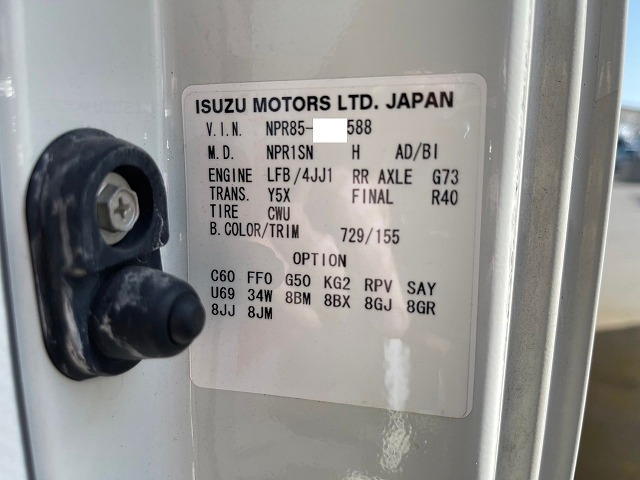 ISUZU MOTORS LTD. JAPAN
V.I.N. NPR85- 588
M.D. NPR1SN H AD/BI
ENGINE LFB/4JJ1 RR AXLE G73
TRANS. Y5X FINAL R40
TIRE CWU
B.COLOR/TRIM 729/155
OPTION
C60 FF0 G50 KG2 RPV SAY
U69 34W 8BM 8BX 8GJ 8GR
8JJ 8JM